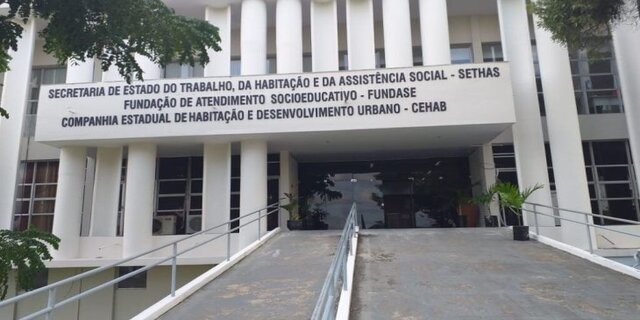 SECRETARIA DE ESTADO DO TRABALHO, DA HABITAÇÃO E DA ASSISTÊNCIA SOCIAL - SETHAS
FUNDAÇÃO DE ATENDIMENTO SOCIOEDUCATIVO - FUNDASE
COMPANHIA ESTADUAL DE HABITAÇÃO E DESENVOLVIMENTO URBANO - CEHAB